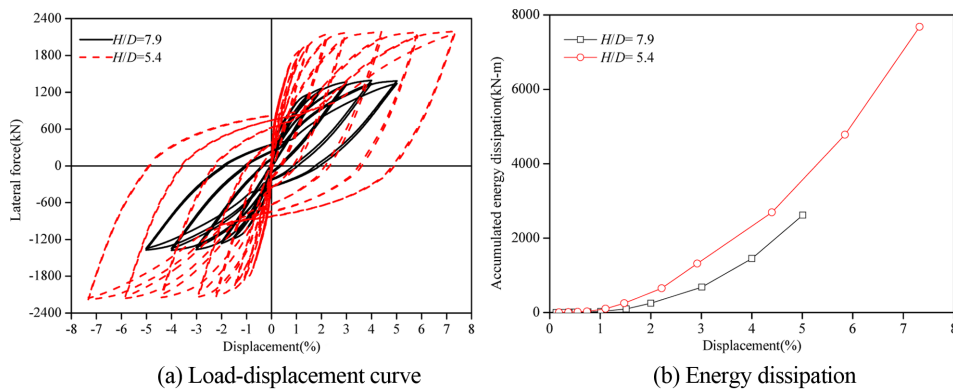 2400
1800
1200
600
0
-600
-1200
-1800
-2400
Lateral force(kN)
H/D=7.9
H/D=5.4
-8 -7 -6 -5 -4 -3 -2 -1 0 1 2 3 4 5 6 7 8
Displacement(%)
(a) Load-displacement curve
8000
6000
4000
2000
0
Accumulated energy dissipation(kN-m)
H/D= 7.9
H/D= 5.4
0 1 2 3 4 5 6 7 8
Displacement(%)
(b) Energy dissipation